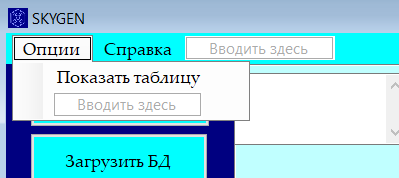 SKYGEN
Опции Справка Вводить здесь
Показать таблицу
Вводить здесь
Загрузить БД